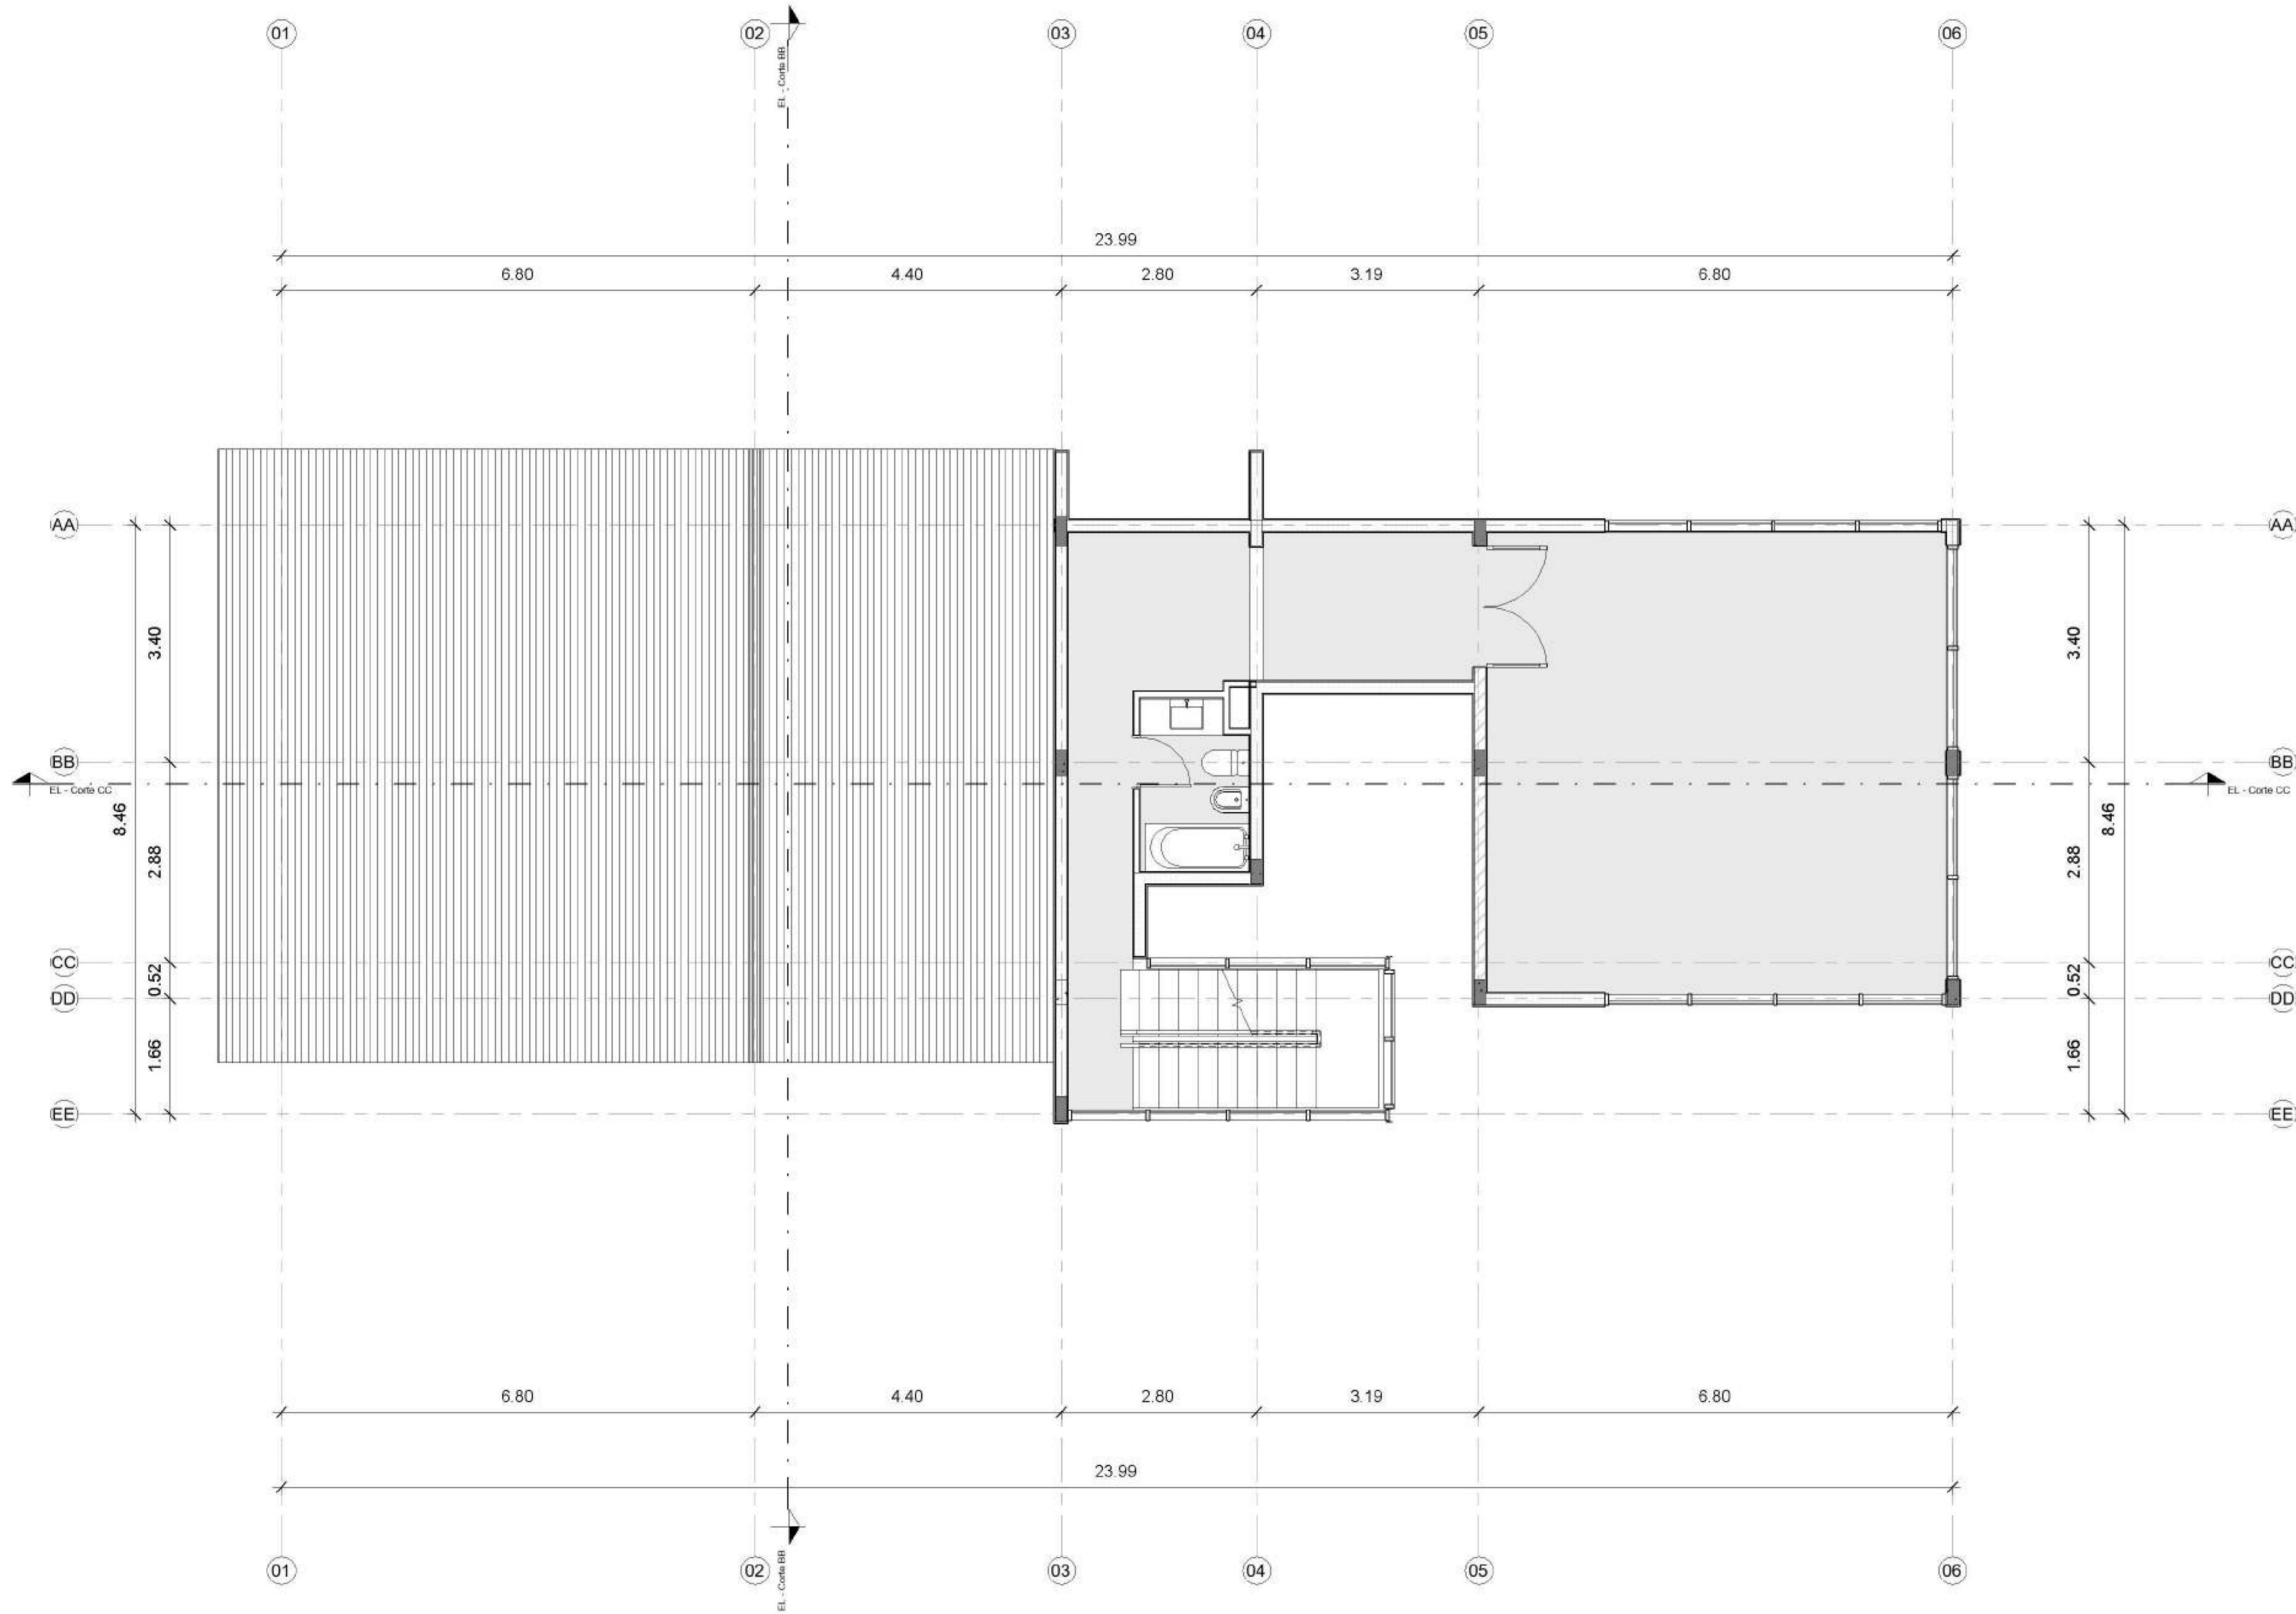 01 02 03 04 05 06
EL - Corte BB
23.99
6.80 4.40 2.80 3.19 6.80
AA AA
3.40 3.40
BB BB
EL - Corte CC EL - Corte CC
8.46 8.46
2.88 2.88
CC CC
0.52 0.52
DD DD
1.66 1.66
EE EE
6.80 4.40 2.80 3.19 6.80
23.99
EL - Corte BB
01 02 03 04 05 06